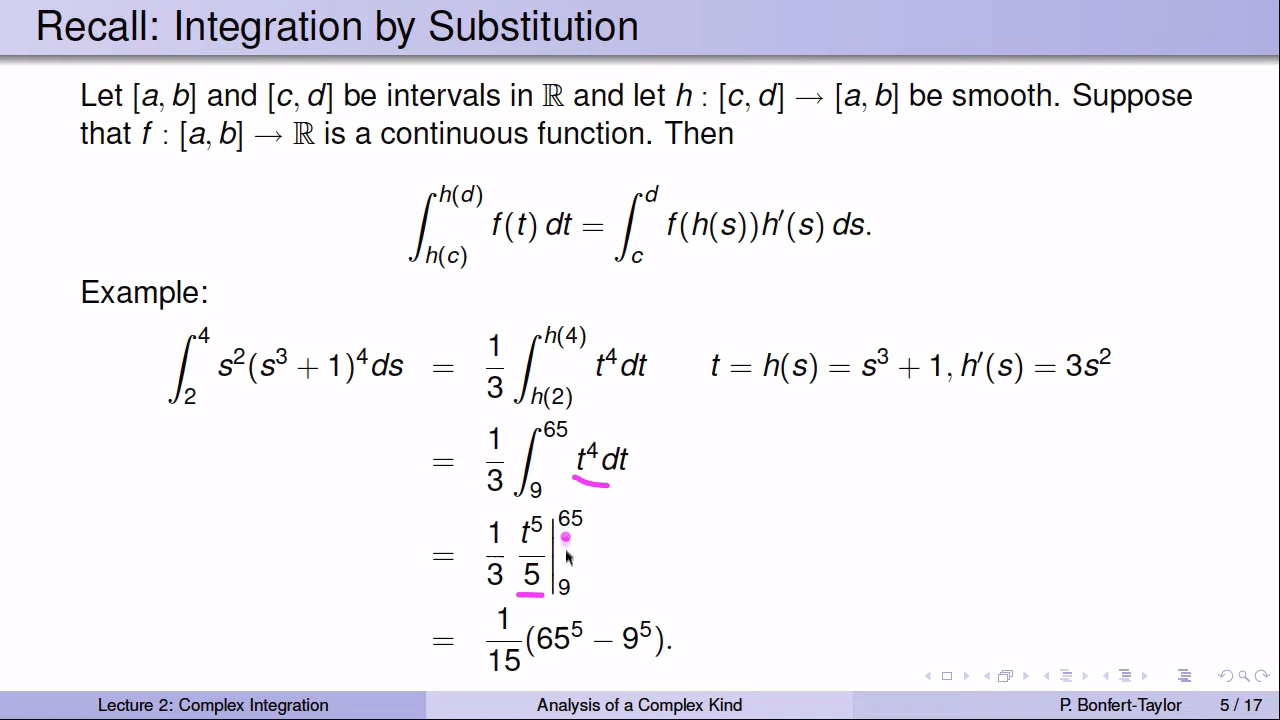 Recall: Integration by Substitution
Let [a, b] and [c, d] be intervals in ℝ and let h : [c, d] → [a, b] be smooth. Suppose
that f : [a, b] → ℝ is a continuous function. Then
∫_{h(c)}^{h(d)} f(t) dt = ∫_c^d f(h(s))h′(s) ds.
Example:
∫_2^4 s²(s³ + 1)⁴ds = 1/3 ∫_{h(2)}^{h(4)} t⁴dt t = h(s) = s³ + 1, h′(s) = 3s²
= 1/3 ∫_9^{65} t⁴dt
= 1/3 t⁵/5 |_9^{65}
= 1/15 (65⁵ − 9⁵).
Lecture 2: Complex Integration Analysis of a Complex Kind P. Bonfert-Taylor 5 / 17